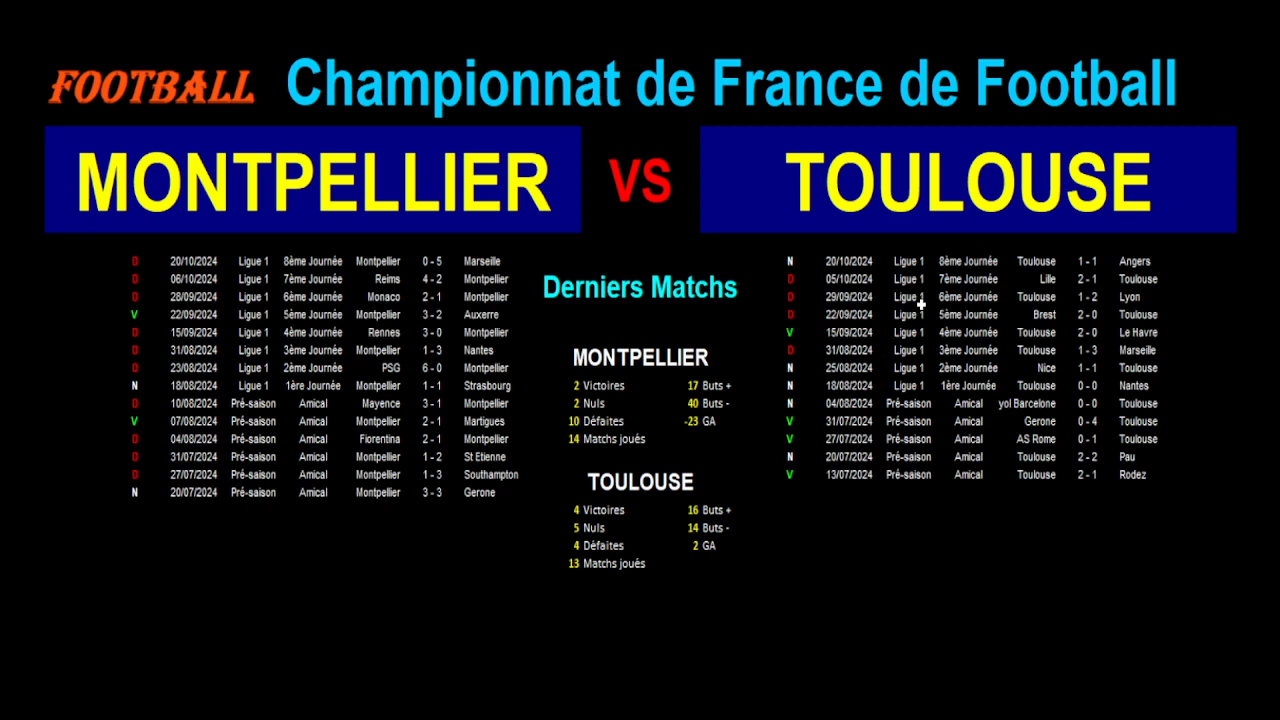 FOOTBALL Championnat de France de Football
MONTPELLIER VS TOULOUSE
D 20/10/2024 Ligue 1 8ème Journée Montpellier 0 - 5 Marseille
D 06/10/2024 Ligue 1 7ème Journée Reims 4 - 2 Montpellier
D 28/09/2024 Ligue 1 6ème Journée Monaco 2 - 1 Montpellier
V 22/09/2024 Ligue 1 5ème Journée Montpellier 3 - 2 Auxerre
D 15/09/2024 Ligue 1 4ème Journée Rennes 3 - 0 Montpellier
D 31/08/2024 Ligue 1 3ème Journée Montpellier 1 - 3 Nantes
D 23/08/2024 Ligue 1 2ème Journée PSG 6 - 0 Montpellier
N 18/08/2024 Ligue 1 1ère Journée Montpellier 1 - 1 Strasbourg
D 10/08/2024 Pré-saison Amical Mayence 3 - 1 Montpellier
V 07/08/2024 Pré-saison Amical Montpellier 2 - 1 Martigues
D 04/08/2024 Pré-saison Amical Fiorentina 2 - 1 Montpellier
D 31/07/2024 Pré-saison Amical Montpellier 1 - 2 St Etienne
D 27/07/2024 Pré-saison Amical Montpellier 1 - 3 Southampton
N 20/07/2024 Pré-saison Amical Montpellier 3 - 3 Gerone
Derniers Matchs
MONTPELLIER
2 Victoires 17 Buts +
2 Nuls 40 Buts -
10 Défaites -23 GA
14 Matchs joués
TOULOUSE
4 Victoires 16 Buts +
5 Nuls 14 Buts -
4 Défaites 2 GA
13 Matchs joués
N 20/10/2024 Ligue 1 8ème Journée Toulouse 1 - 1 Angers
D 05/10/2024 Ligue 1 7ème Journée Lille 2 - 1 Toulouse
D 29/09/2024 Ligue 1 6ème Journée Toulouse 1 - 2 Lyon
D 22/09/2024 Ligue 1 5ème Journée Brest 2 - 0 Toulouse
V 15/09/2024 Ligue 1 4ème Journée Toulouse 2 - 0 Le Havre
D 31/08/2024 Ligue 1 3ème Journée Toulouse 1 - 3 Marseille
N 25/08/2024 Ligue 1 2ème Journée Nice 1 - 1 Toulouse
N 18/08/2024 Ligue 1 1ère Journée Toulouse 0 - 0 Nantes
N 04/08/2024 Pré-saison Amical yol Barcelone 0 - 0 Toulouse
V 31/07/2024 Pré-saison Amical Gerone 0 - 4 Toulouse
V 27/07/2024 Pré-saison Amical AS Rome 0 - 1 Toulouse
N 20/07/2024 Pré-saison Amical Toulouse 2 - 2 Pau
V 13/07/2024 Pré-saison Amical Toulouse 2 - 1 Rodez